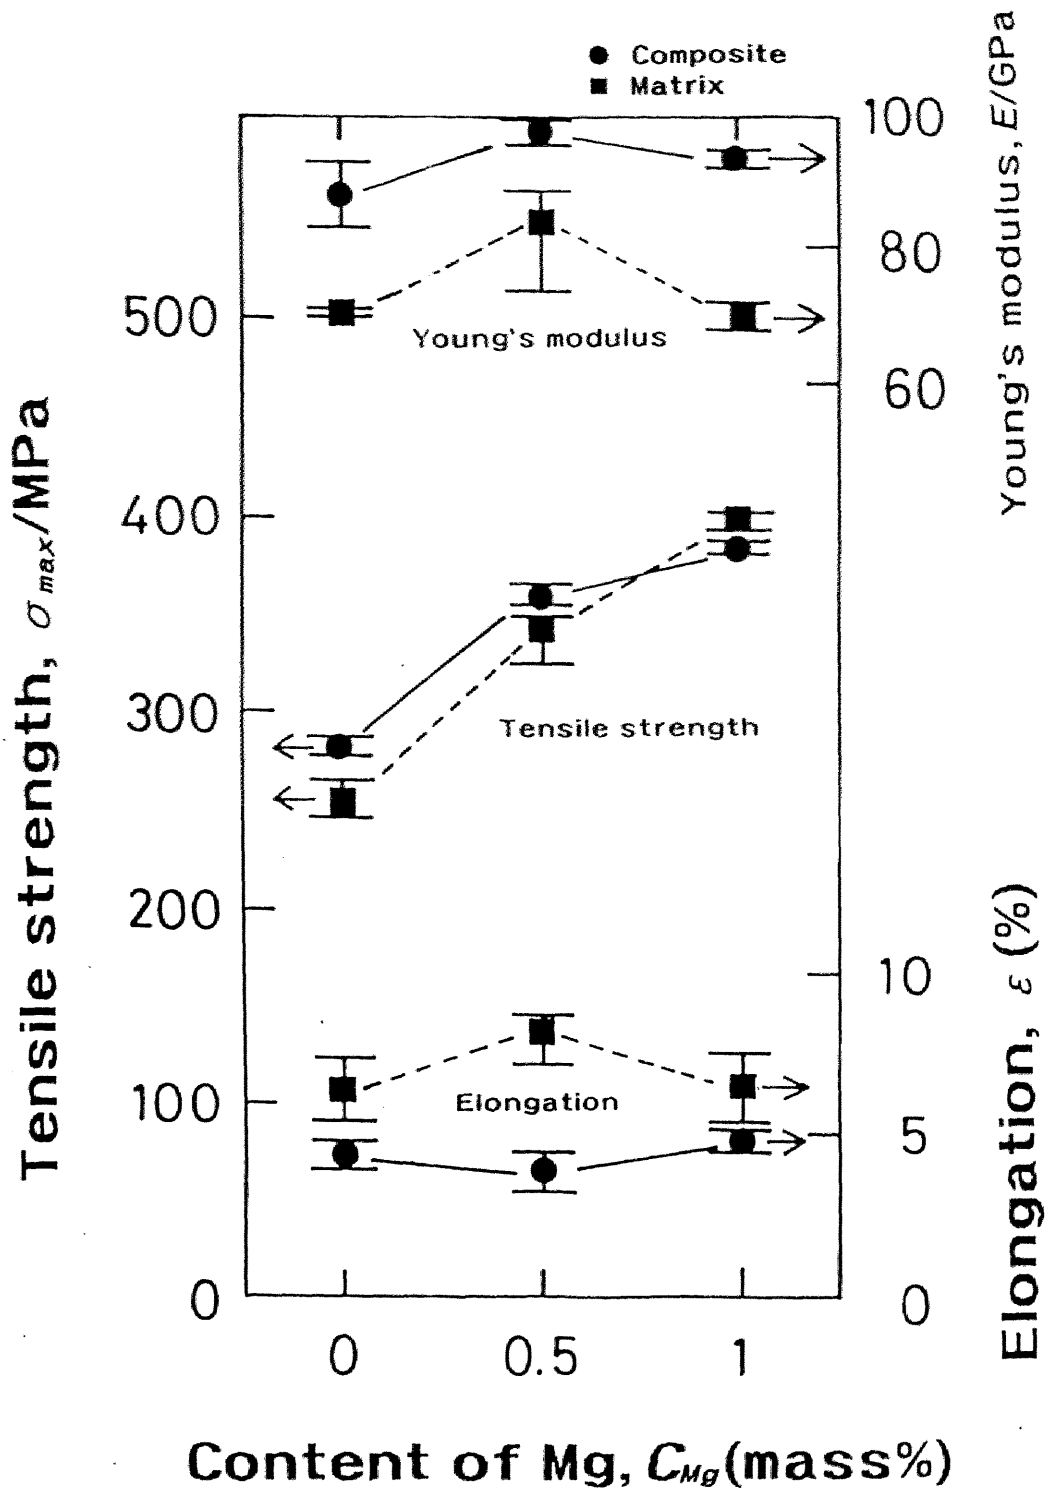 Composite
Matrix
Tensile strength, σmax/MPa
500
400
300
200
100
0
Young's modulus
Tensile strength
Elongation
100
80
60
Young's modulus, E/GPa
10
5
0
Elongation, ε (%)
0 0.5 1
Content of Mg, CMg(mass%)